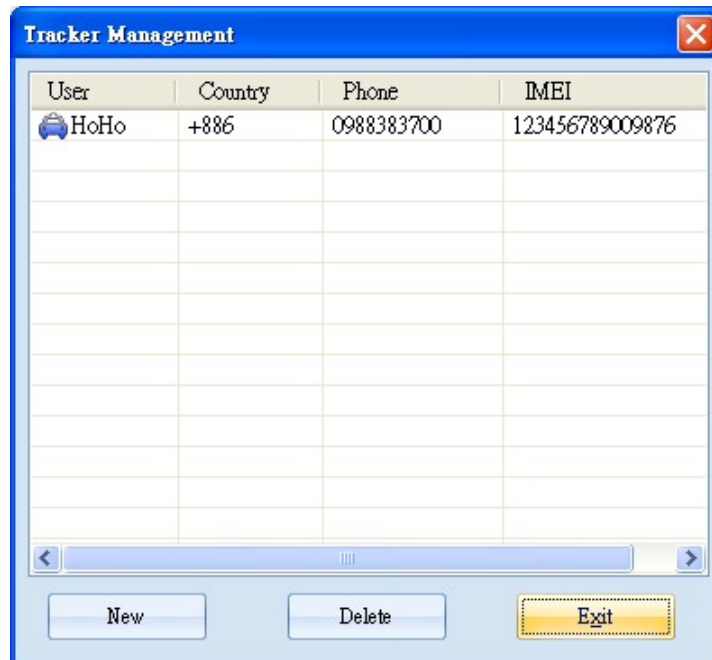 Tracker Management
User Country Phone IMEI
HoHo +886 0988383700 123456789009876
New Delete Exit